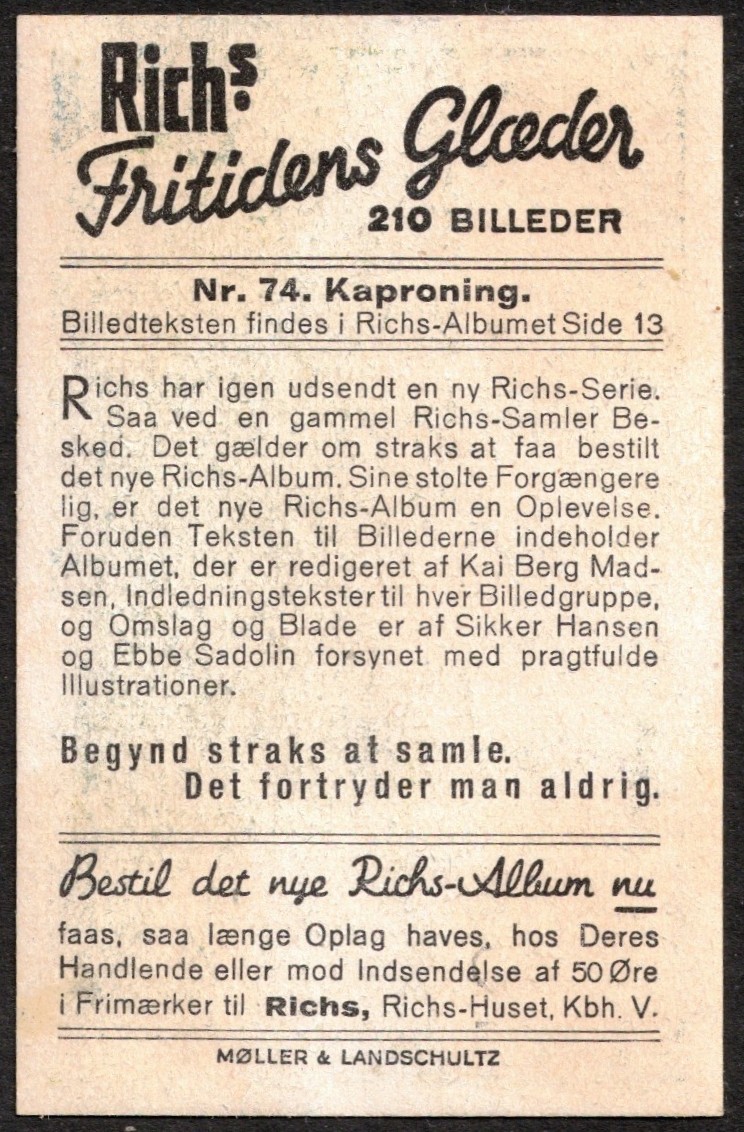 Richs.
Fritidens Glæder
210 BILLEDER
Nr. 74. Kaproning.
Billedteksten findes i Richs-Albumet Side 13
Richs har igen udsendt en ny Richs-Serie.
Saa ved en gammel Richs-Samler Be-
sked. Det gælder om straks at faa bestilt
det nye Richs-Album. Sine stolte Forgængere
lig, er det nye Richs-Album en Oplevelse.
Foruden Teksten til Billederne indeholder
Albumet, der er redigeret af Kai Berg Mad-
sen, Indledningstekster til hver Billedgruppe,
og Omslag og Blade er af Sikker Hansen
og Ebbe Sadolin forsynet med pragtfulde
Illustrationer.
Begynd straks at samle.
Det fortryder man aldrig.
Bestil det nye Richs-Album nu
faas, saa længe Oplag haves, hos Deres
Handlende eller mod Indsendelse af 50 Øre
i Frimærker til Richs, Richs-Huset, Kbh. V.
MØLLER & LANDSCHULTZ